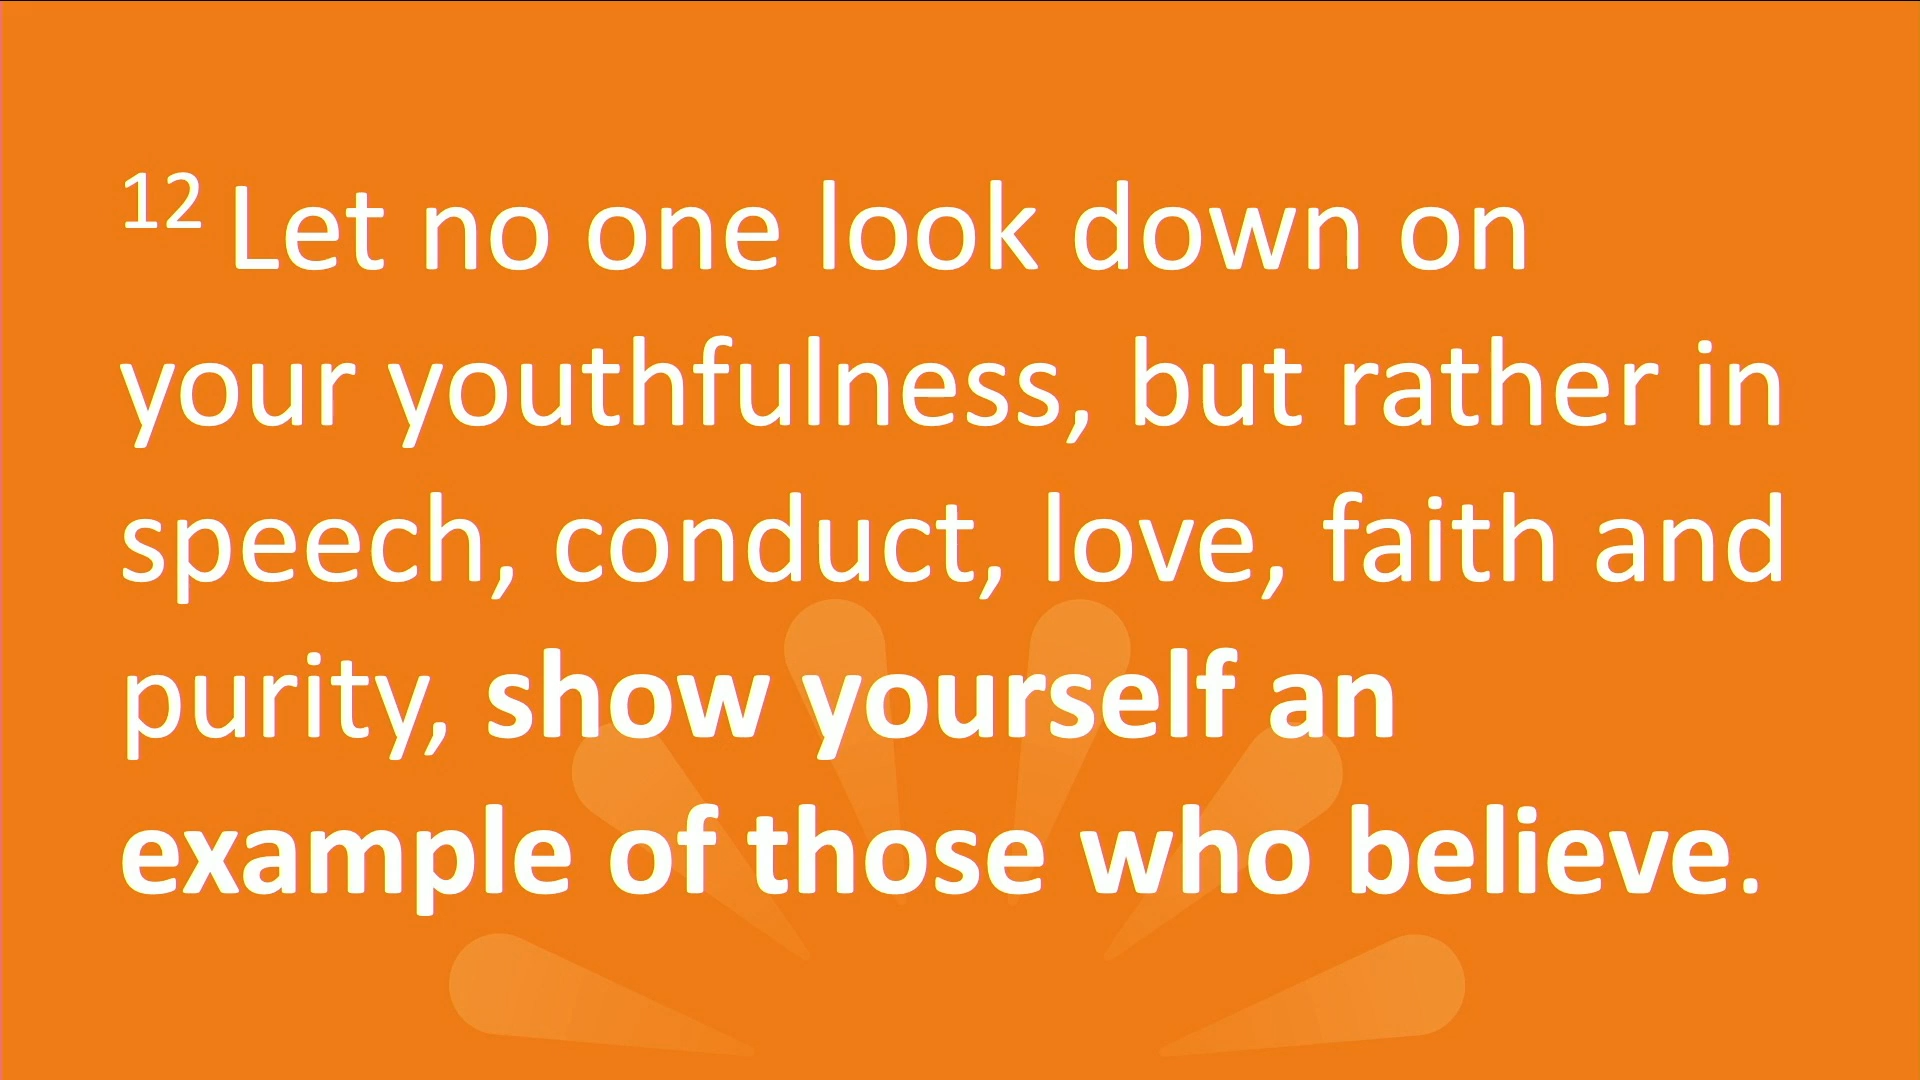 12 Let no one look down on
your youthfulness, but rather in
speech, conduct, love, faith and
purity, show yourself an
example of those who believe.